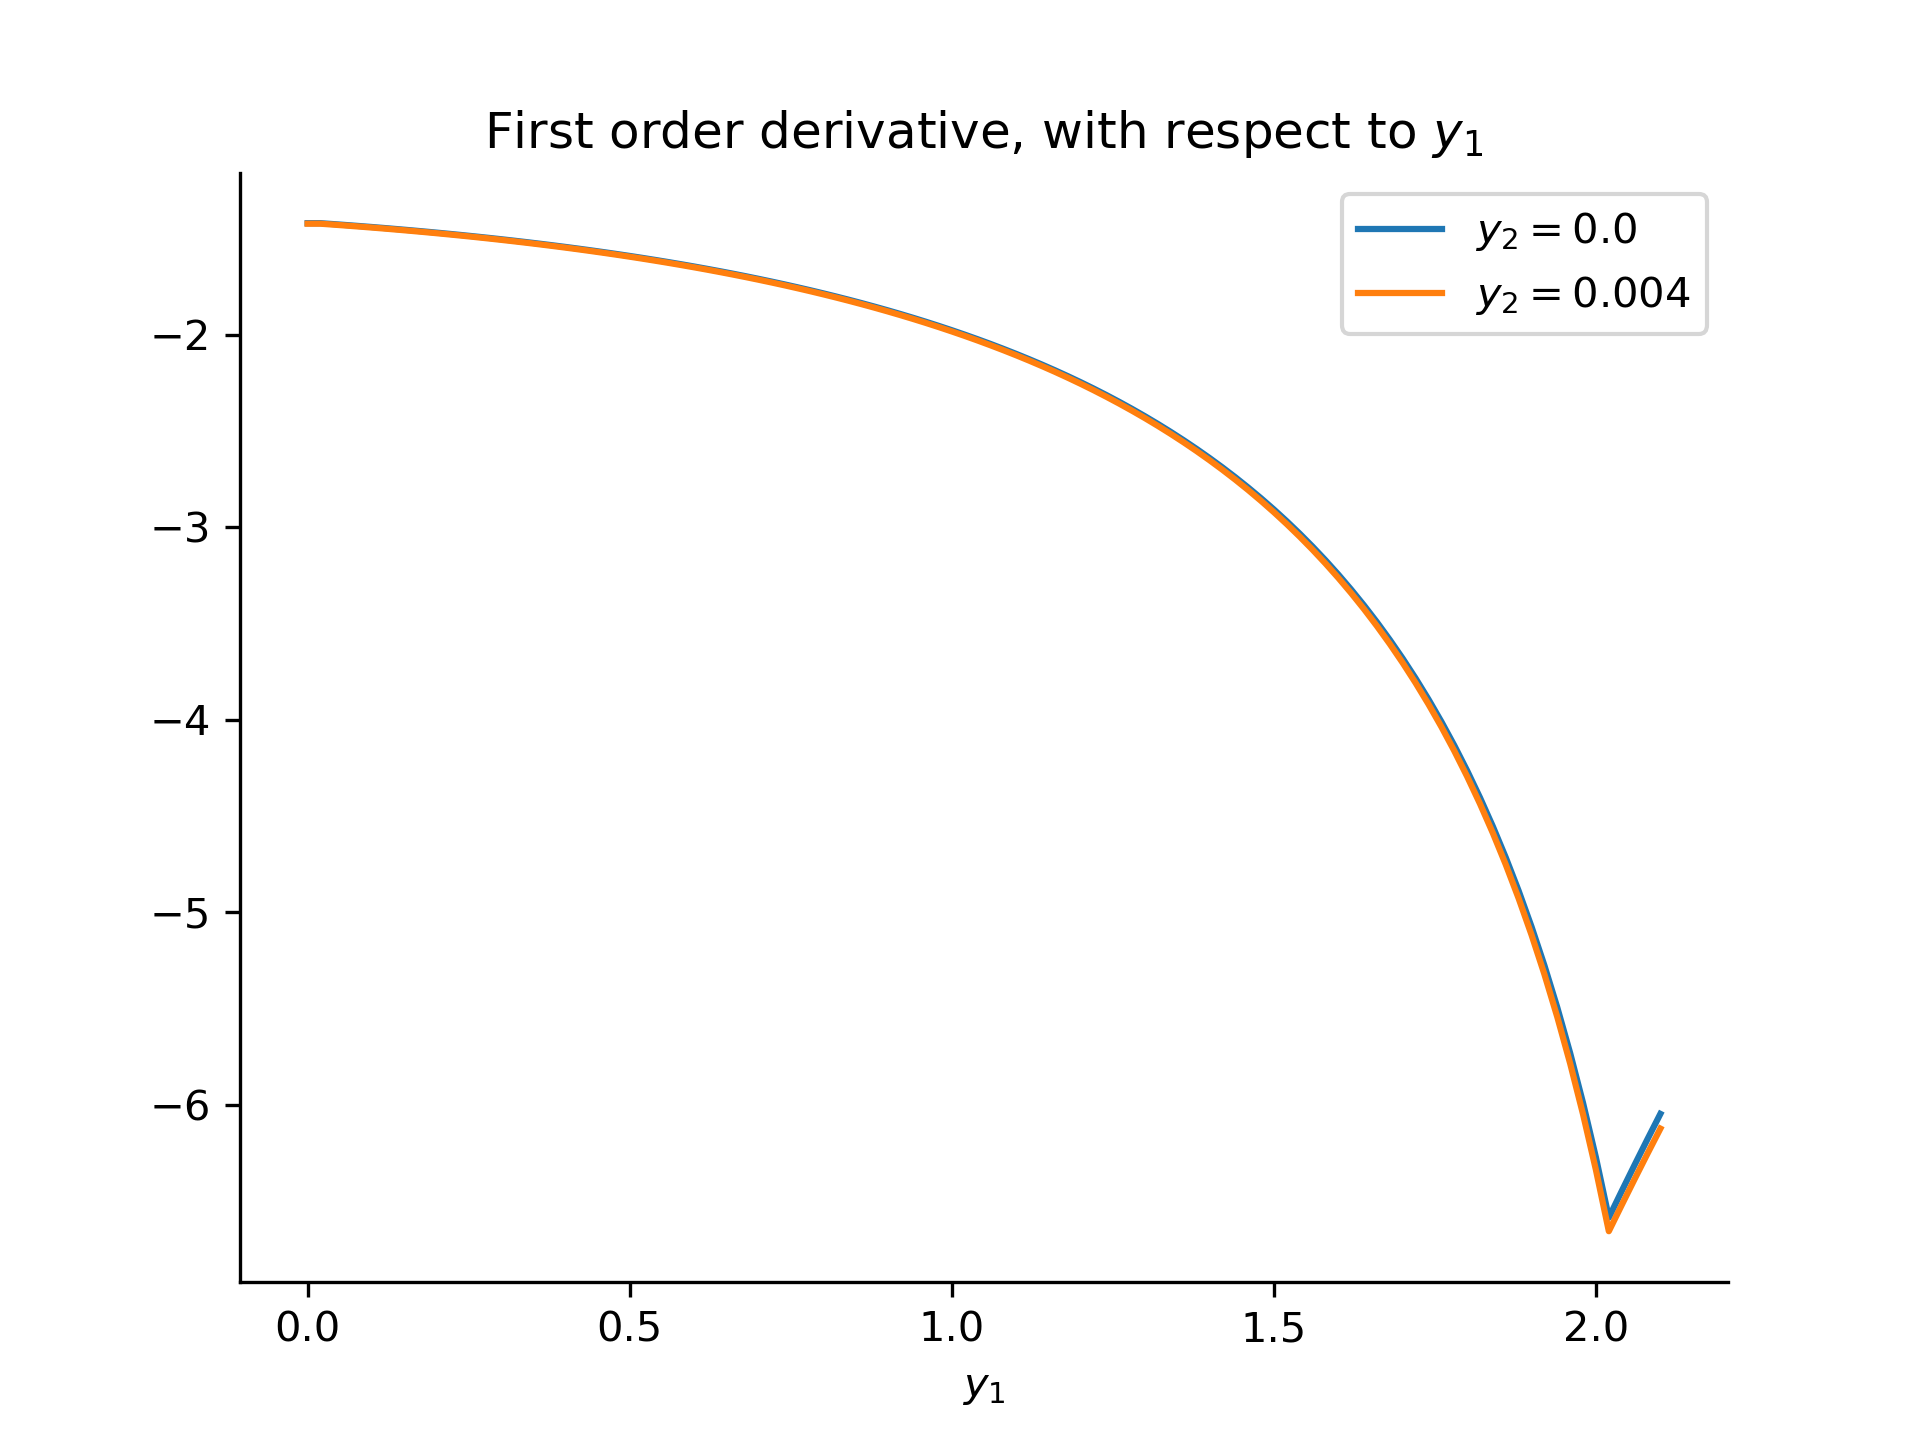 First order derivative, with respect to y₁
y₂ = 0.0
y₂ = 0.004
−2
−3
−4
−5
−6
0.0 0.5 1.0 1.5 2.0
y₁